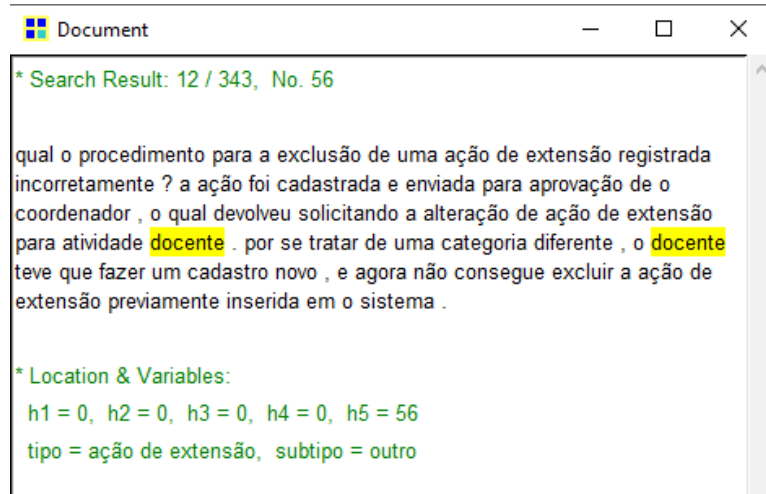 Document
* Search Result: 12 / 343, No. 56
qual o procedimento para a exclusão de uma ação de extensão registrada
incorretamente ? a ação foi cadastrada e enviada para aprovação de o
coordenador , o qual devolveu solicitando a alteração de ação de extensão
para atividade docente . por se tratar de uma categoria diferente , o docente
teve que fazer um cadastro novo , e agora não consegue excluir a ação de
extensão previamente inserida em o sistema .
* Location & Variables:
h1 = 0, h2 = 0, h3 = 0, h4 = 0, h5 = 56
tipo = ação de extensão, subtipo = outro